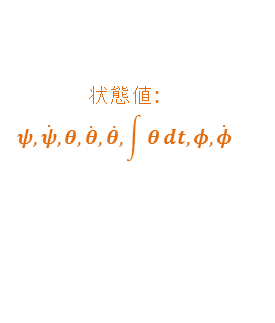 状態値:
ψ, ψ̇, θ, θ̇, θ̇, ∫ θ dt, ϕ, ϕ̇